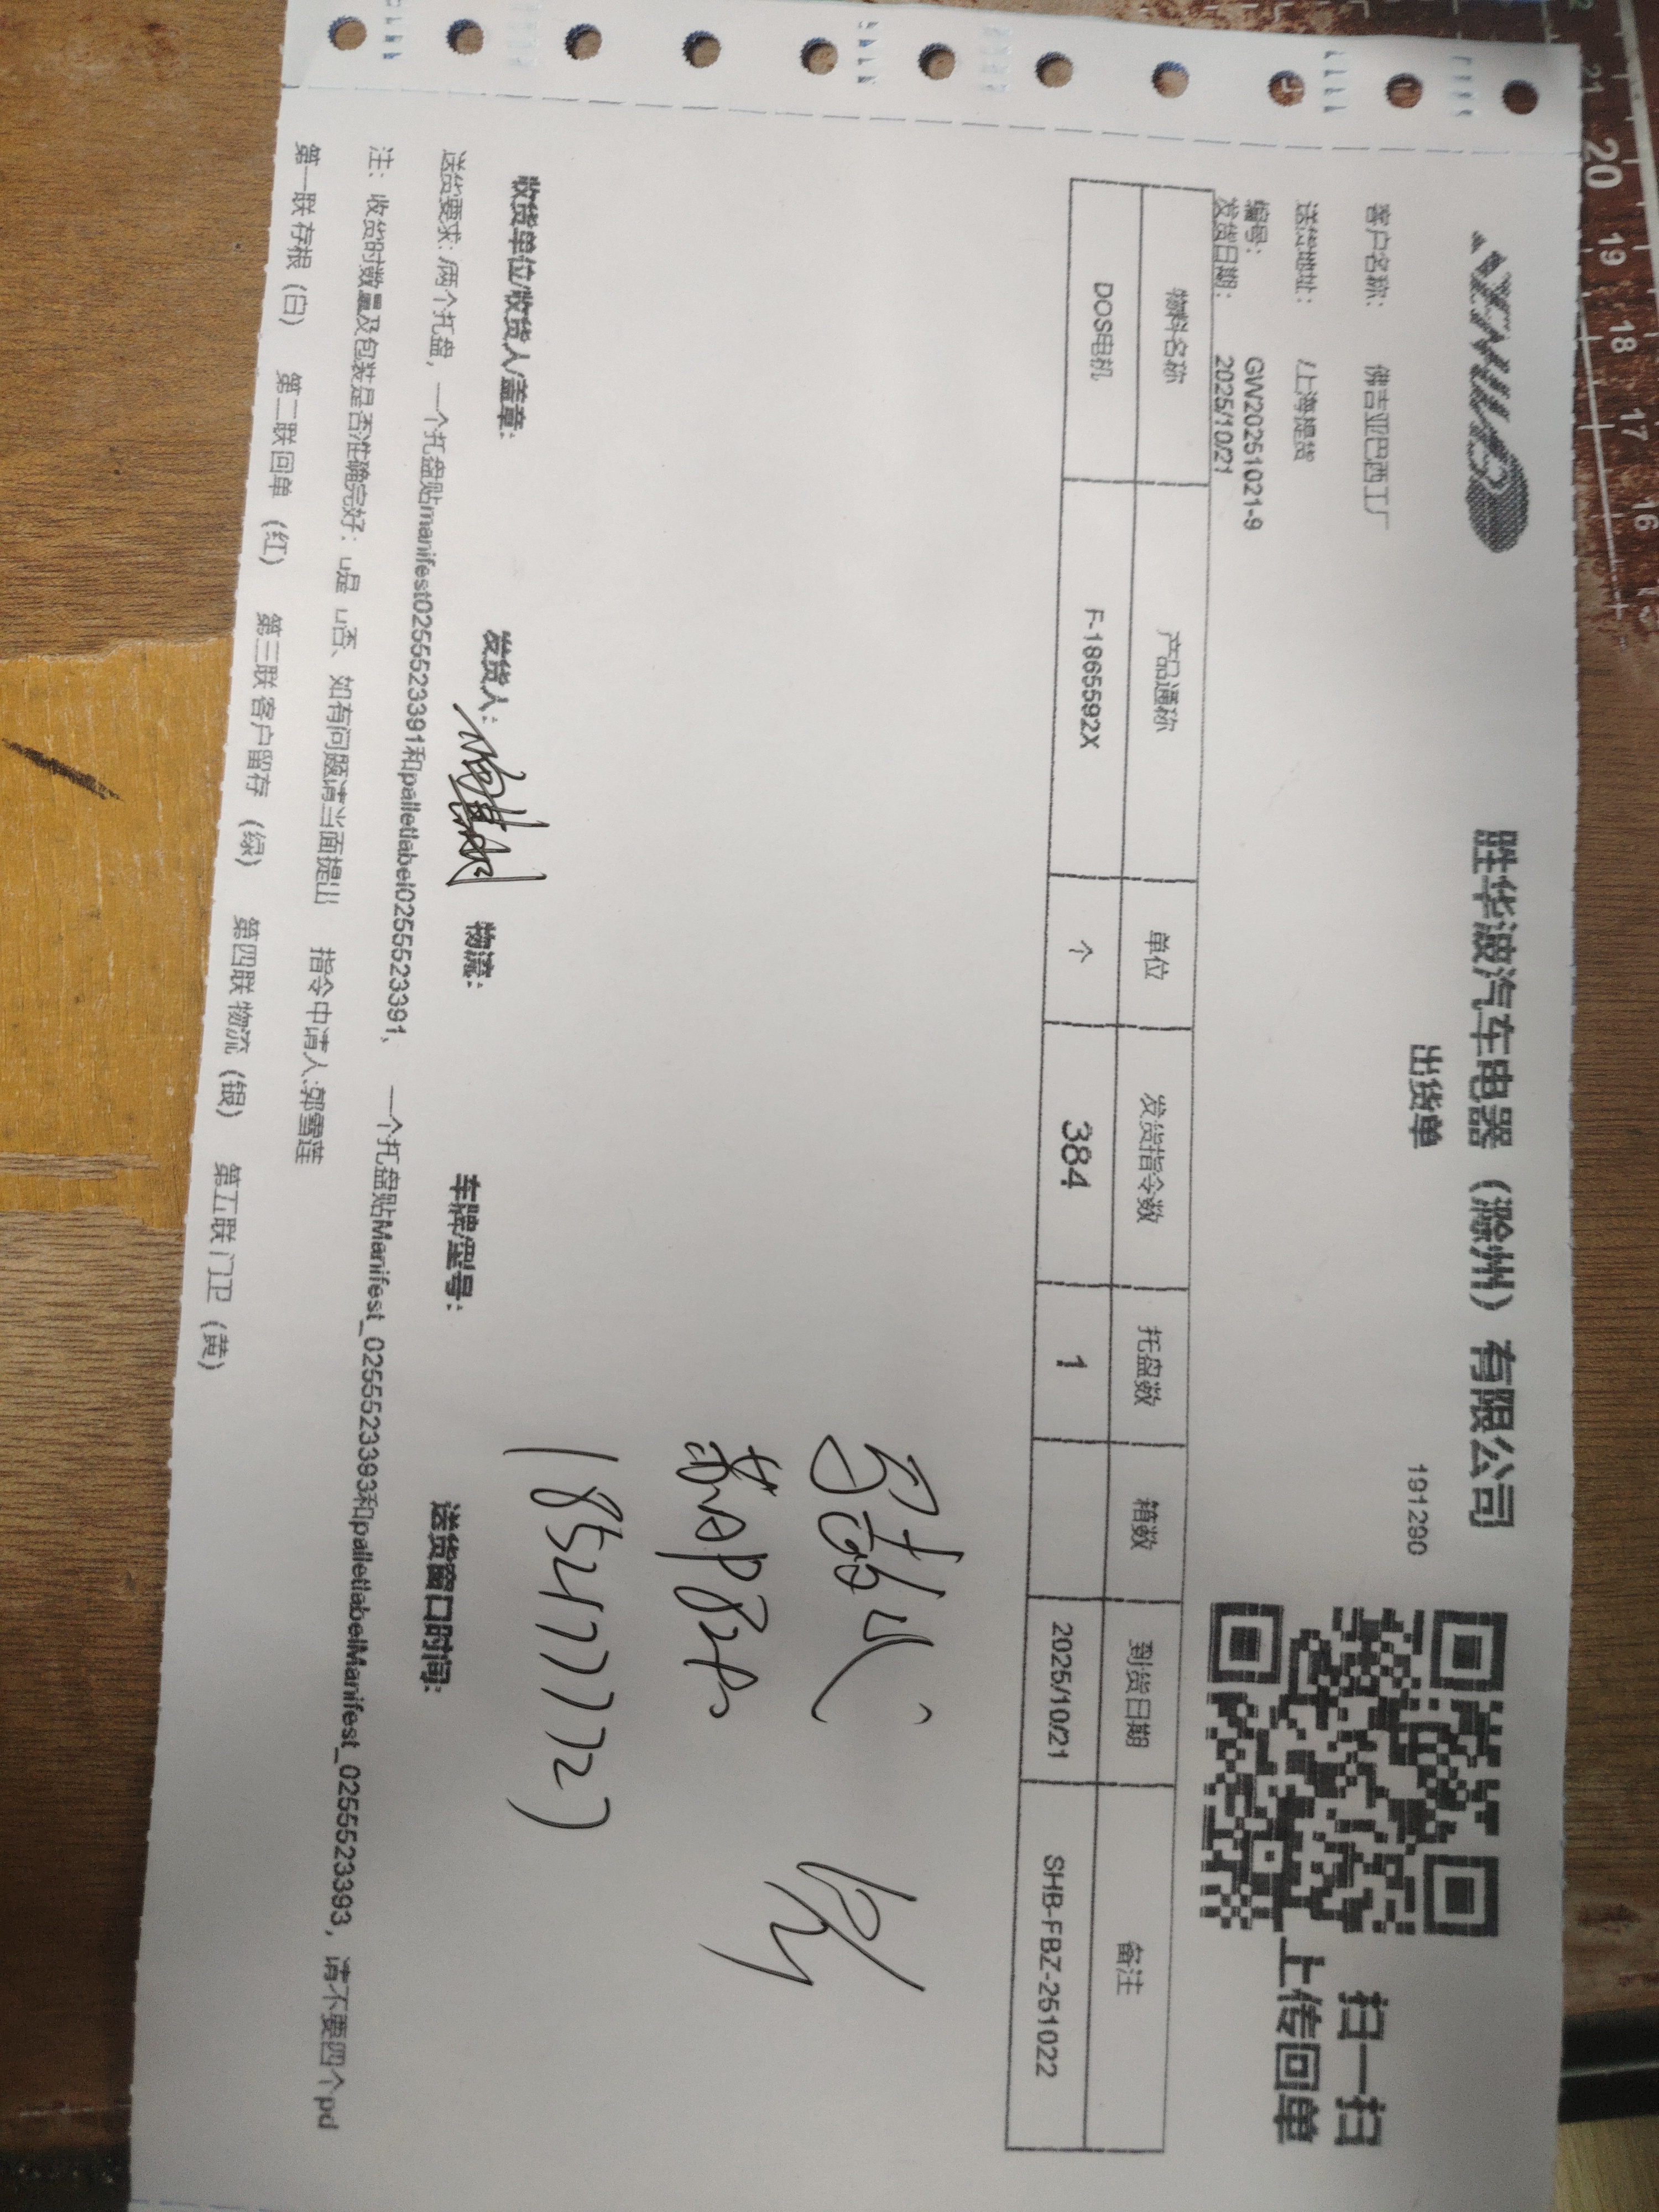 胜华波汽车电器（滁州）有限公司
出货单
191290
扫一扫
上传回单
客户名称： 佛吉亚巴西工厂
送货地址： /上海提货
编号： GW20251021-9
发货日期： 2025/10/21
物料名称 产品通称 单位 发货指令数 托盘数 箱数 到货日期 备注
DOS电机 F-1865592X 个 384 1 2025/10/21 SHB-FBZ-251022
18521777727
收货单位/收货人/盖章： 发货人： 物流： 车牌/型号： 送货窗口时间：
送货要求：/两个托盘，一个托盘贴manifest0255523391和palletlabel0255523391、 一个托盘贴Manifest_0255523393和palletlabelManifest_0255523393，请不要四个pd
注： 收货时数量及包装是否准确完好：□是 □否、如有问题请当面提出 指令申请人:郭雪莲
第一联 存根（白） 第二联 回单（红） 第三联 客户留存（绿） 第四联 物流（银） 第五联 门卫（黄）
21 20 19 18 17 16